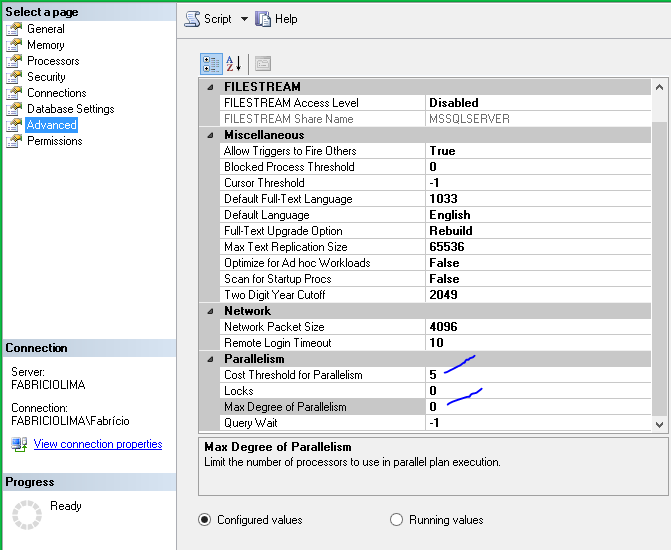 Select a page
General
Memory
Processors
Security
Connections
Database Settings
Advanced
Permissions
Connection
Server:
FABRICIOLIMA
Connection:
FABRICIOLIMA\Fabrício
View connection properties
Progress
Ready
Script Help
FILESTREAM
FILESTREAM Access Level Disabled
FILESTREAM Share Name MSSQLSERVER
Miscellaneous
Allow Triggers to Fire Others True
Blocked Process Threshold 0
Cursor Threshold -1
Default Full-Text Language 1033
Default Language English
Full-Text Upgrade Option Rebuild
Max Text Replication Size 65536
Optimize for Ad hoc Workloads False
Scan for Startup Procs False
Two Digit Year Cutoff 2049
Network
Network Packet Size 4096
Remote Login Timeout 10
Parallelism
Cost Threshold for Parallelism 5
Locks 0
Max Degree of Parallelism 0
Query Wait -1
Max Degree of Parallelism
Limit the number of processors to use in parallel plan execution.
Configured values Running values